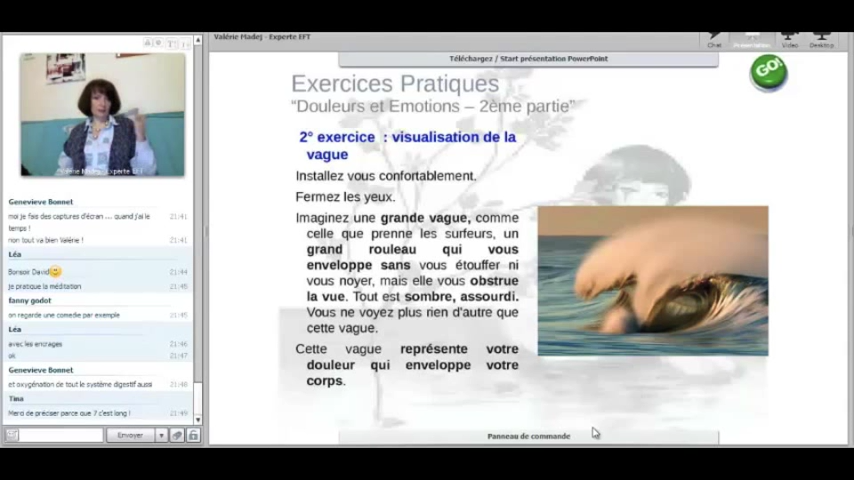 Valérie Madej - Experte EFT
Chat
Présentation
Video
Desktop
Téléchargez / Start présentation PowerPoint
GO!
Exercices Pratiques
"Douleurs et Emotions – 2ème partie"
2° exercice : visualisation de la
vague
Installez vous confortablement.
Fermez les yeux.
Imaginez une grande vague, comme
celle que prenne les surfeurs, un
grand rouleau qui vous
enveloppe sans vous étouffer ni
vous noyer, mais elle vous obstrue
la vue. Tout est sombre, assourdi.
Vous ne voyez plus rien d'autre que
cette vague.
Cette vague représente votre
douleur qui enveloppe votre
corps.
Panneau de commande
Valérie Madej - Experte EFT
Genevieve Bonnet
moi je fais des captures d'écran ... quand j'ai le 21:41
temps !
non tout va bien Valérie ! 21:41
Léa
Bonsoir David 21:44
je pratique la méditation 21:45
fanny godot
on regarde une comedie par exemple 21:45
Léa
avec les encrages 21:46
ok 21:47
Genevieve Bonnet
et oxygénation de tout le système digestif aussi 21:48
Tina
Merci de préciser parce que 7 c'est long ! 21:49
Envoyer